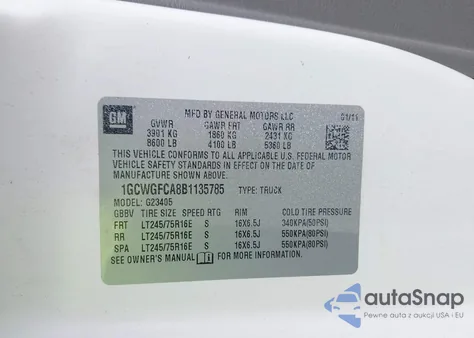 GM
MFD BY GENERAL MOTORS LLC 01/11
GVWR GAWR FRT GAWR RR
3901 KG 1860 KG 2431 KG
8600 LB 4100 LB 5360 LB
THIS VEHICLE CONFORMS TO ALL APPLICABLE U.S. FEDERAL MOTOR
VEHICLE SAFETY STANDARDS IN EFFECT ON THE DATE OF
MANUFACTURE SHOWN ABOVE.
1GCWGFCA8B1135785 TYPE: TRUCK
MODEL: G23405
GBBV TIRE SIZE SPEED RTG RIM COLD TIRE PRESSURE
FRT LT245/75R16E S 16X6.5J 340KPA(50PSI)
RR LT245/75R16E S 16X6.5J 550KPA(80PSI)
SPA LT245/75R16E S 16X6.5J 550KPA(80PSI)
SEE OWNER'S MANUAL FOR MORE INFORMATION.
autoSnap
Pewne auta z aukcji USA i EU